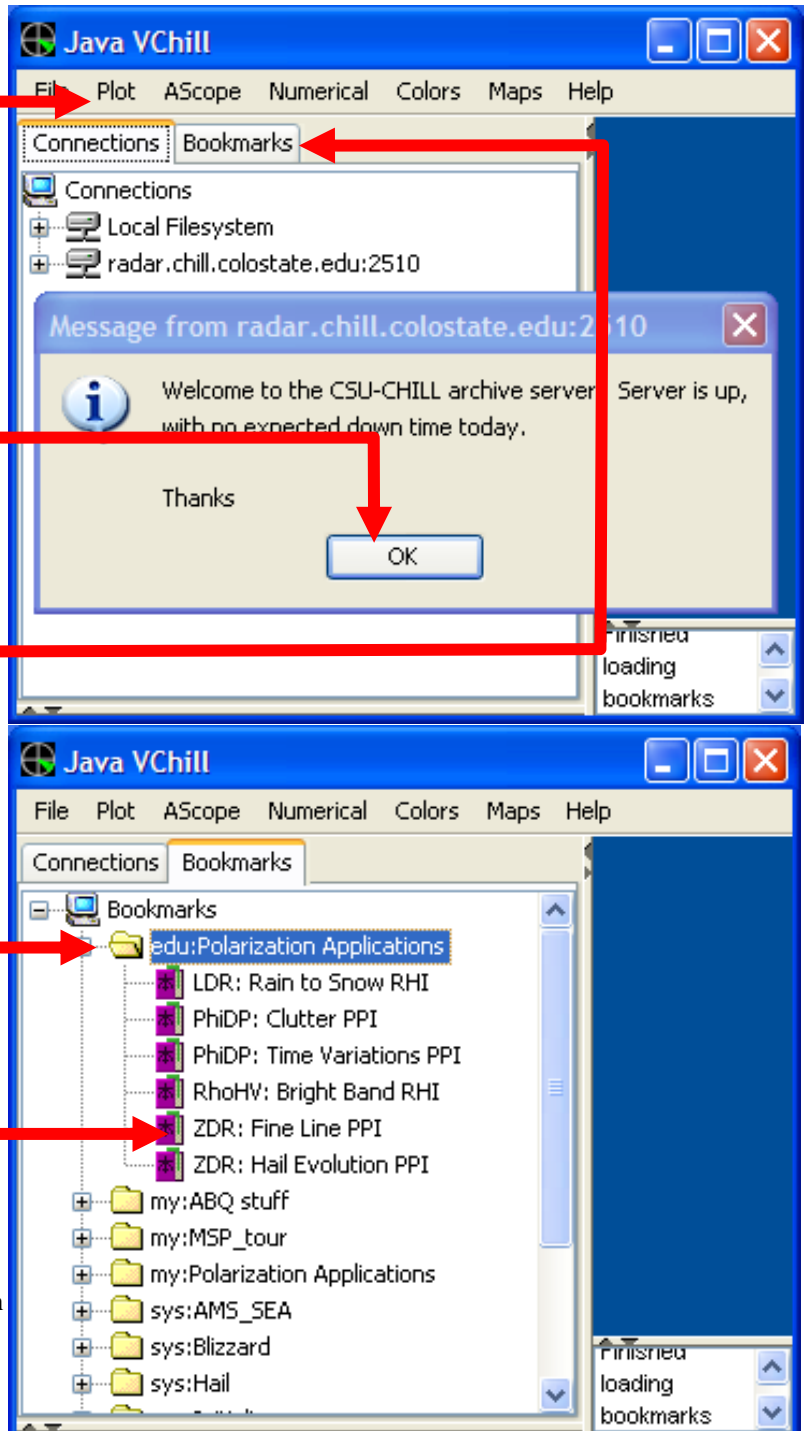 Java VChill
File Plot AScope Numerical Colors Maps Help
Connections Bookmarks
Connections
Local Filesystem
radar.chill.colostate.edu:2510
Message from radar.chill.colostate.edu:2510
Welcome to the CSU-CHILL archive server. Server is up,
with no expected down time today.
Thanks
OK
Finished
loading
bookmarks
Java VChill
File Plot AScope Numerical Colors Maps Help
Connections Bookmarks
Bookmarks
edu:Polarization Applications
LDR: Rain to Snow RHI
PhiDP: Clutter PPI
PhiDP: Time Variations PPI
RhoHV: Bright Band RHI
ZDR: Fine Line PPI
ZDR: Hail Evolution PPI
my:ABQ stuff
my:MSP_tour
my:Polarization Applications
sys:AMS_SEA
sys:Blizzard
sys:Hail
Finished
loading
bookmarks